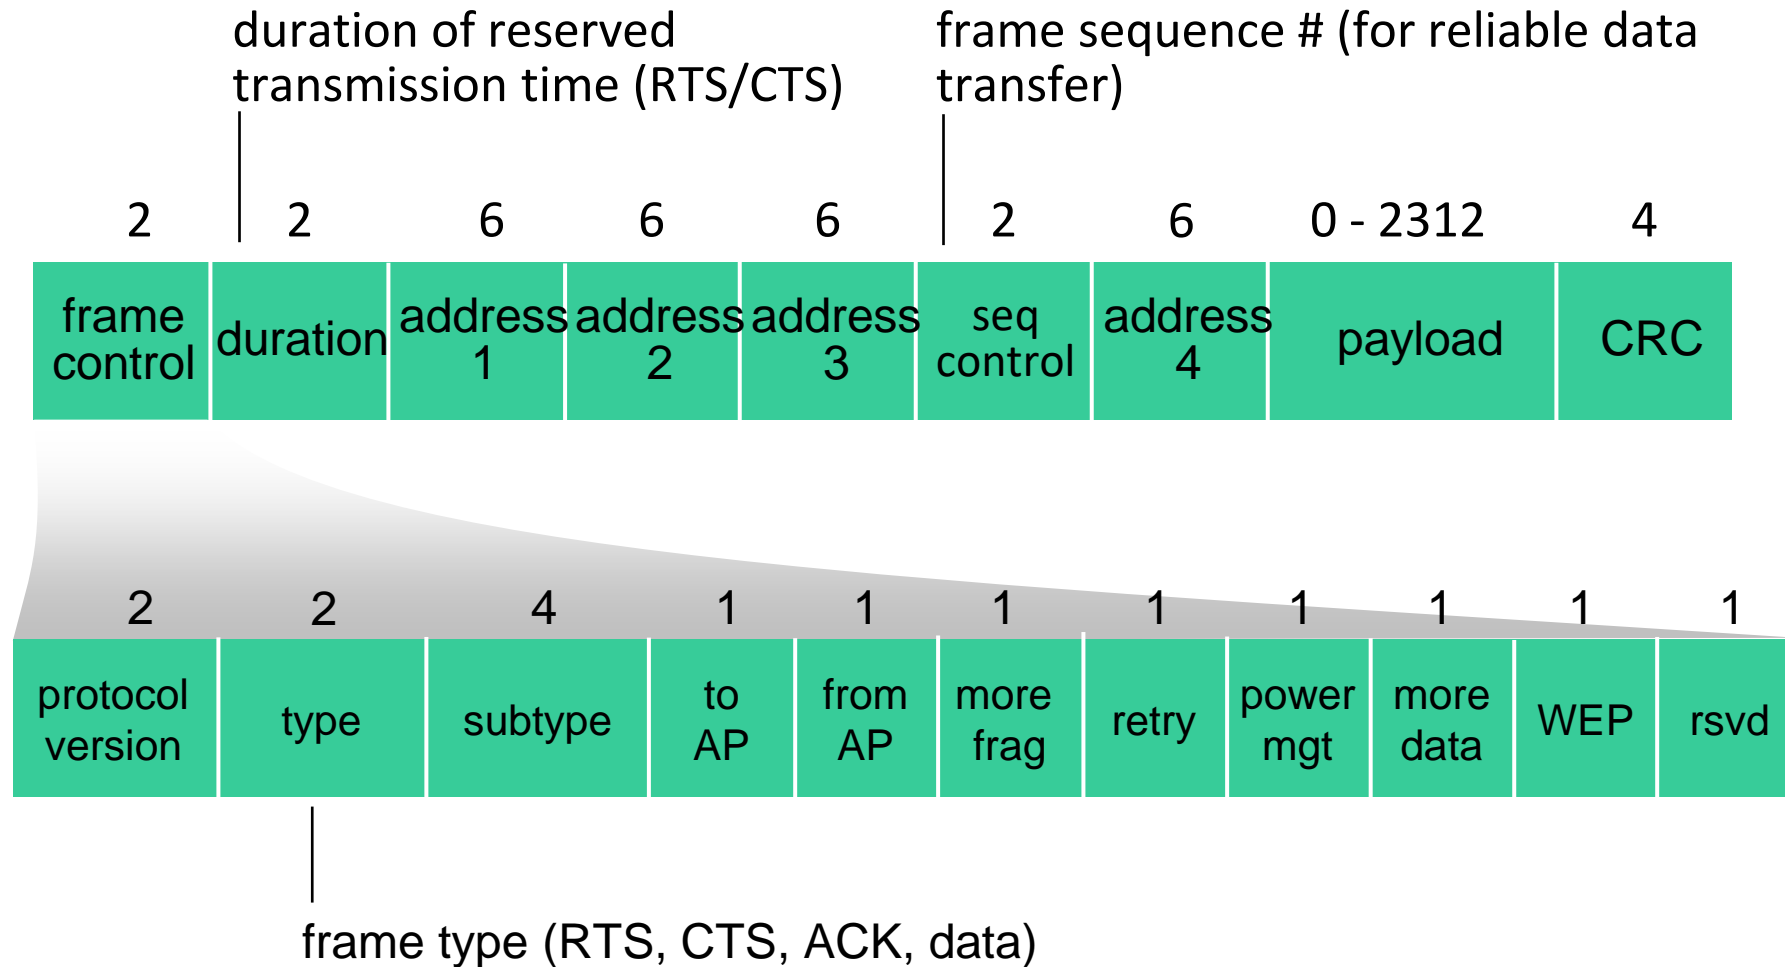 duration of reserved
transmission time (RTS/CTS)
frame sequence # (for reliable data
transfer)
2 2 6 6 6 2 6 0 - 2312 4
frame
control
duration
address
1
address
2
address
3
seq
control
address
4
payload
CRC
2 2 4 1 1 1 1 1 1 1 1
protocol
version
type
subtype
to
AP
from
AP
more
frag
retry
power
mgt
more
data
WEP
rsvd
frame type (RTS, CTS, ACK, data)